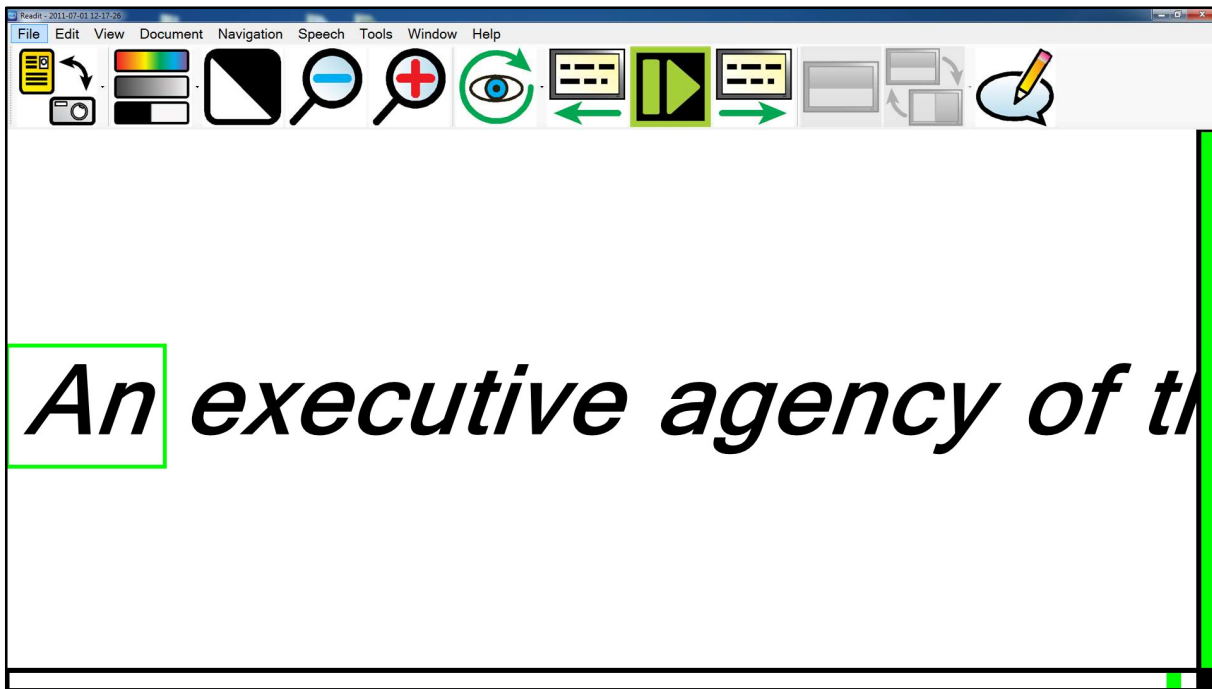 Readit - 2011-07-01 12-17-26
File Edit View Document Navigation Speech Tools Window Help
An executive agency of